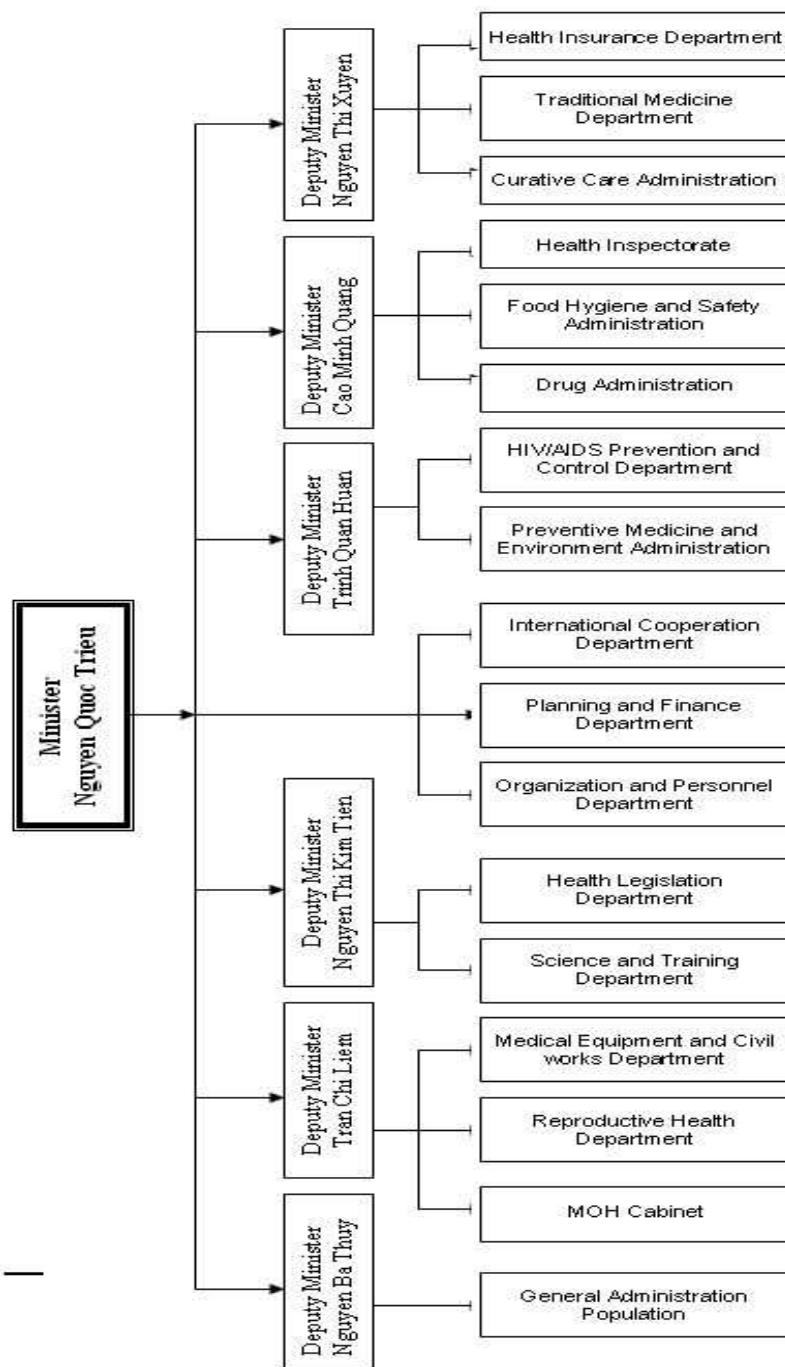 Minister
Nguyen Quoc Trieu
Deputy Minister
Nguyen Thi Xuyen
Health Insurance Department
Traditional Medicine
Department
Curative Care Administration
Deputy Minister
Cao Minh Quang
Health Inspectorate
Food Hygiene and Safety
Administration
Drug Administration
Deputy Minister
Trinh Quan Huan
HIV/AIDS Prevention and
Control Department
Preventive Medicine and
Environment Administration
International Cooperation
Department
Planning and Finance
Department
Organization and Personnel
Department
Deputy Minister
Nguyen Thi Kim Tien
Health Legislation
Department
Science and Training
Department
Deputy Minister
Tran Chi Liem
Medical Equipment and Civil
works Department
Reproductive Health
Department
MOH Cabinet
Deputy Minister
Nguyen Ba Thuy
General Administration
Population